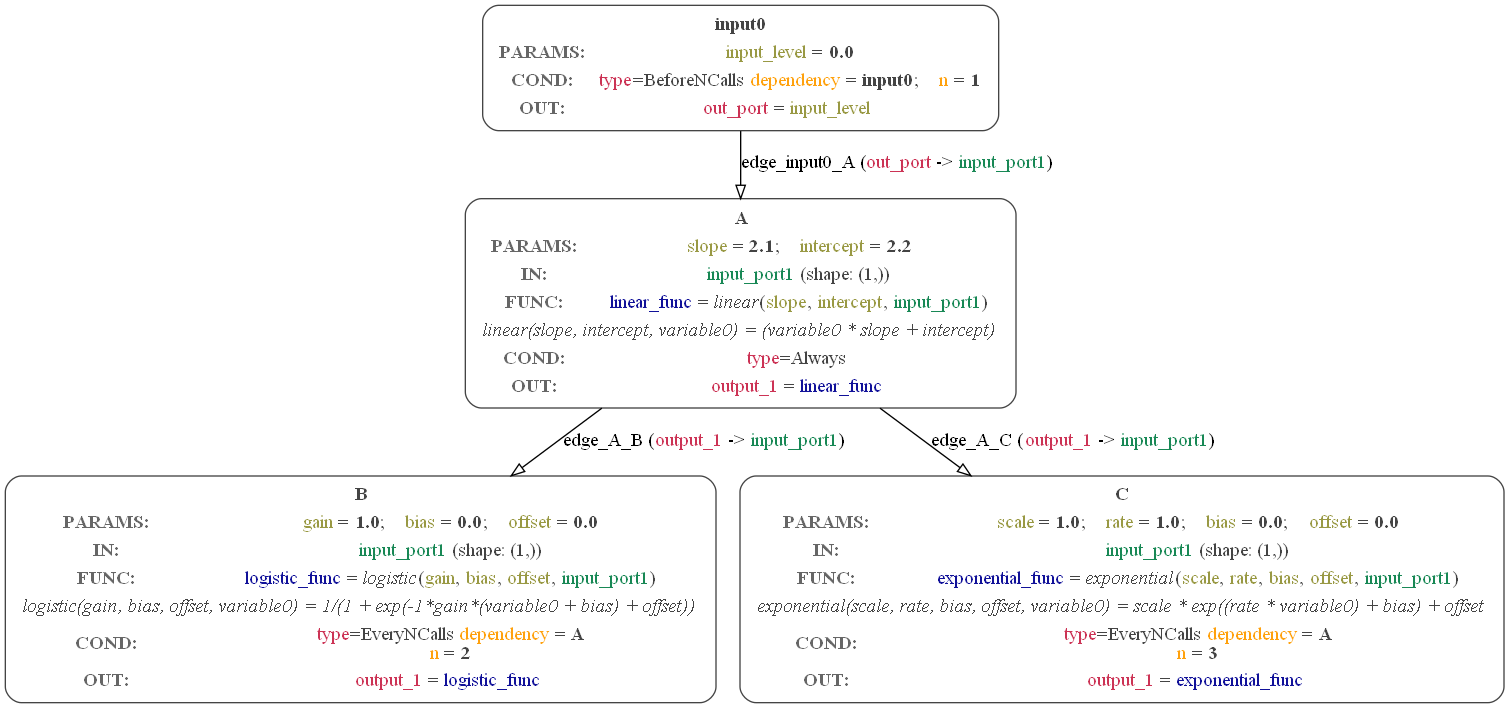 input0
PARAMS: input_level = 0.0
COND: type=BeforeNCalls dependency = input0; n = 1
OUT: out_port = input_level
edge_input0_A (out_port -> input_port1)
A
PARAMS: slope = 2.1; intercept = 2.2
IN: input_port1 (shape: (1,))
FUNC: linear_func = linear(slope, intercept, input_port1)
linear(slope, intercept, variable0) = (variable0 * slope + intercept)
COND: type=Always
OUT: output_1 = linear_func
edge_A_B (output_1 -> input_port1)
edge_A_C (output_1 -> input_port1)
B
PARAMS: gain = 1.0; bias = 0.0; offset = 0.0
IN: input_port1 (shape: (1,))
FUNC: logistic_func = logistic(gain, bias, offset, input_port1)
logistic(gain, bias, offset, variable0) = 1/(1 + exp(-1*gain*(variable0 + bias) + offset))
COND: type=EveryNCalls dependency = A
n = 2
OUT: output_1 = logistic_func
C
PARAMS: scale = 1.0; rate = 1.0; bias = 0.0; offset = 0.0
IN: input_port1 (shape: (1,))
FUNC: exponential_func = exponential(scale, rate, bias, offset, input_port1)
exponential(scale, rate, bias, offset, variable0) = scale * exp((rate * variable0) + bias) + offset
COND: type=EveryNCalls dependency = A
n = 3
OUT: output_1 = exponential_func